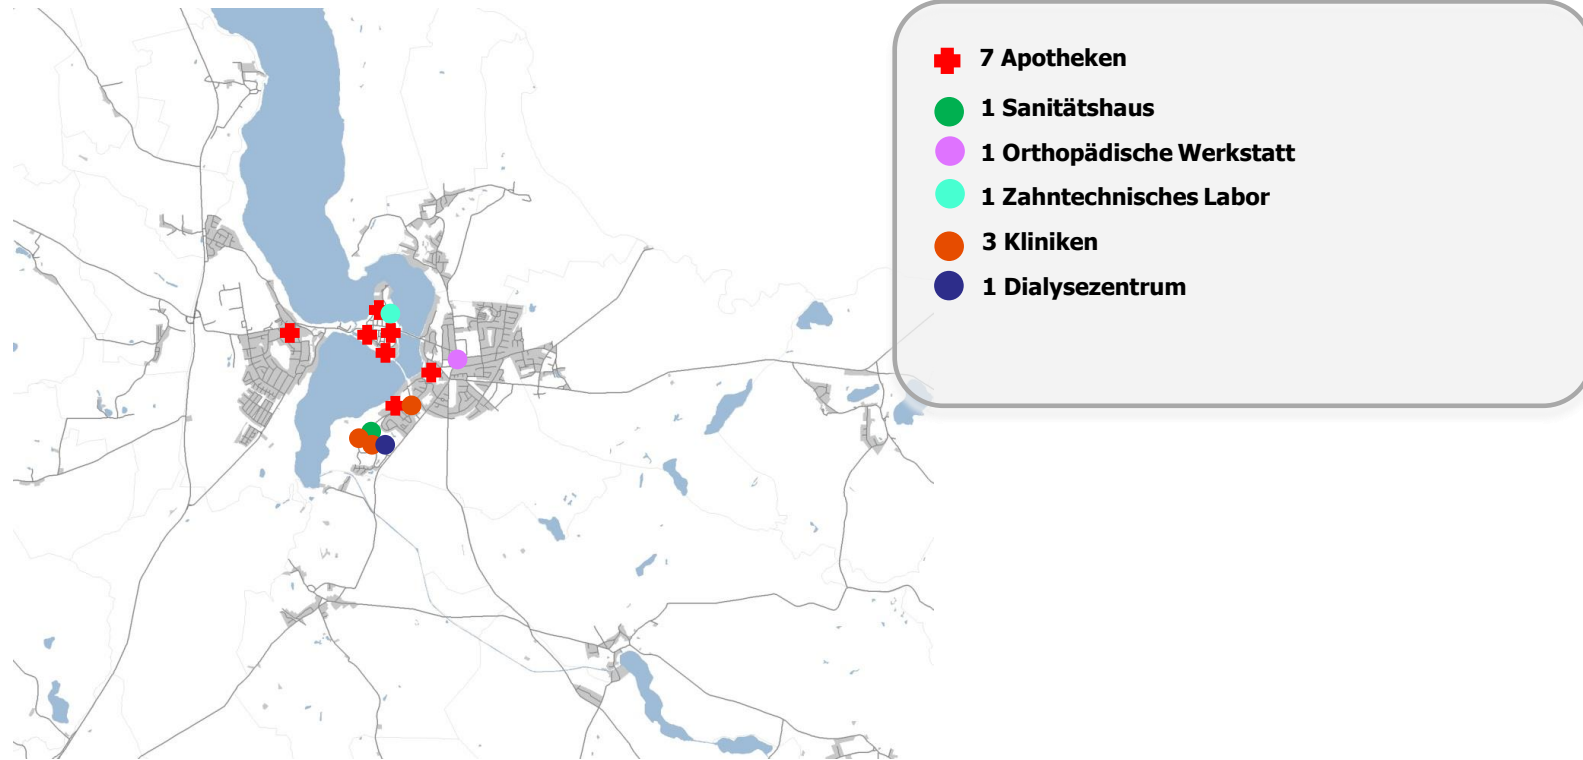 7 Apotheken
1 Sanitätshaus
1 Orthopädische Werkstatt
1 Zahntechnisches Labor
3 Kliniken
1 Dialysezentrum